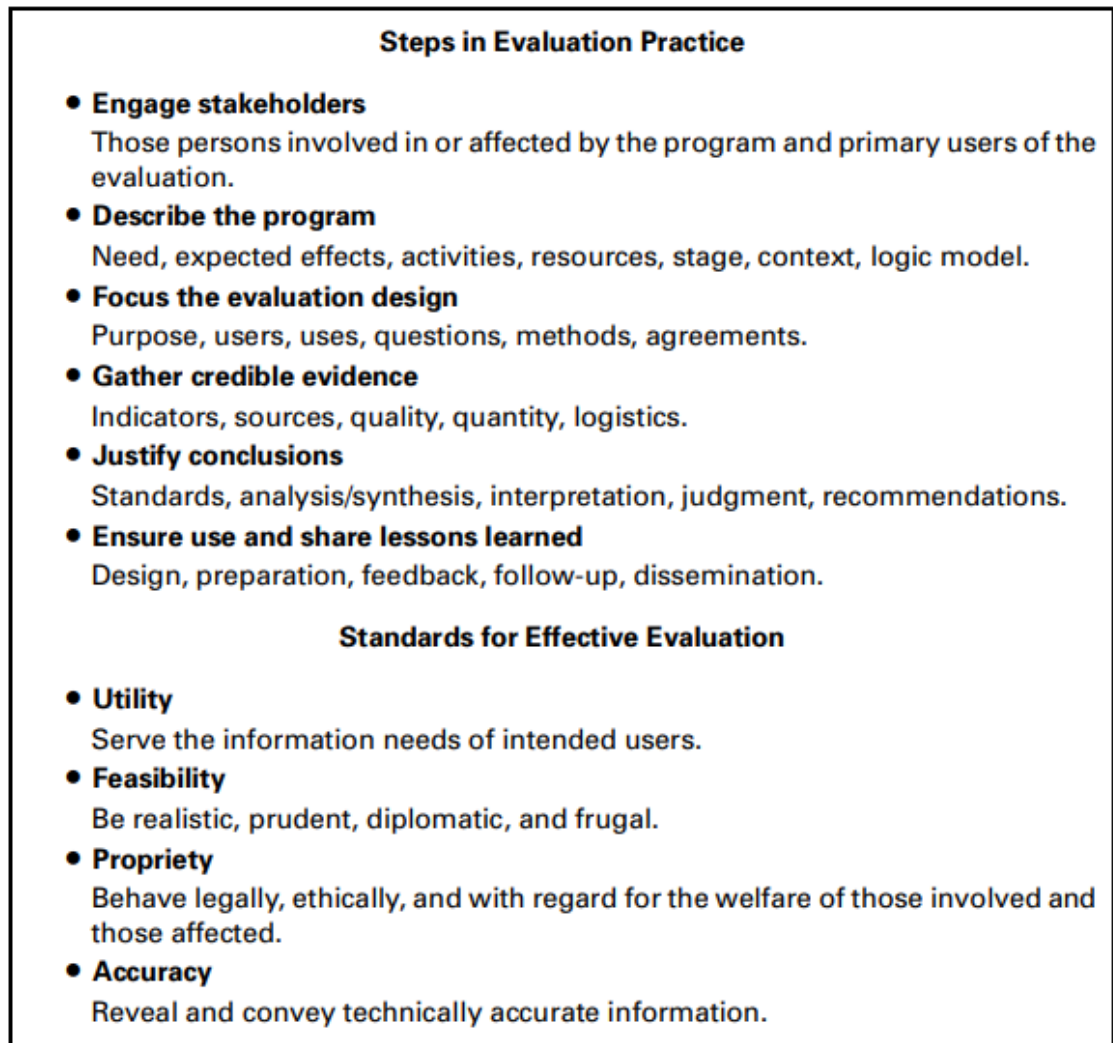 Steps in Evaluation Practice
• Engage stakeholders
Those persons involved in or affected by the program and primary users of the
evaluation.
• Describe the program
Need, expected effects, activities, resources, stage, context, logic model.
• Focus the evaluation design
Purpose, users, uses, questions, methods, agreements.
• Gather credible evidence
Indicators, sources, quality, quantity, logistics.
• Justify conclusions
Standards, analysis/synthesis, interpretation, judgment, recommendations.
• Ensure use and share lessons learned
Design, preparation, feedback, follow-up, dissemination.
Standards for Effective Evaluation
• Utility
Serve the information needs of intended users.
• Feasibility
Be realistic, prudent, diplomatic, and frugal.
• Propriety
Behave legally, ethically, and with regard for the welfare of those involved and
those affected.
• Accuracy
Reveal and convey technically accurate information.